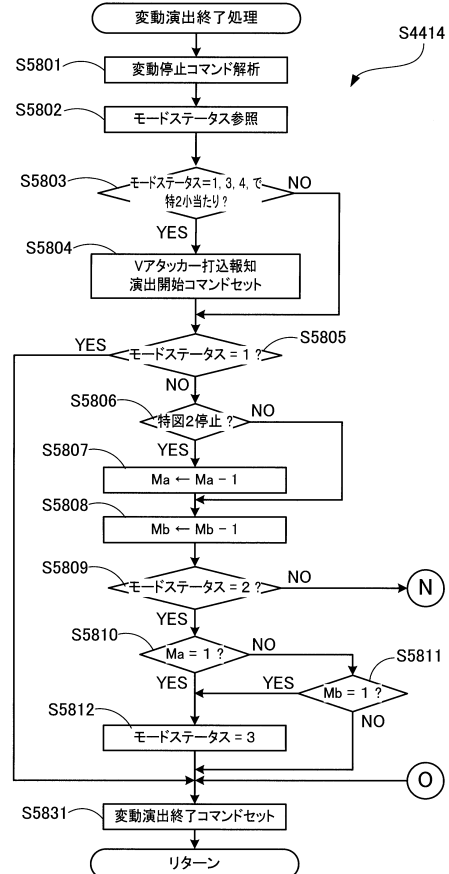 変動演出終了処理
S4414
S5801
変動停止コマンド解析
S5802
モードステータス参照
S5803
モードステータス=1, 3, 4, で
特2小当たり?
NO
YES
S5804
Vアタッカー打込報知
演出開始コマンドセット
YES
モードステータス = 1 ?
S5805
NO
S5806
特図2停止 ?
NO
YES
S5807
Ma ← Ma − 1
S5808
Mb ← Mb − 1
S5809
モードステータス = 2 ?
NO
N
YES
S5810
Ma = 1 ?
NO
S5811
YES
YES
Mb = 1 ?
NO
S5812
モードステータス = 3
O
S5831
変動演出終了コマンドセット
リターン